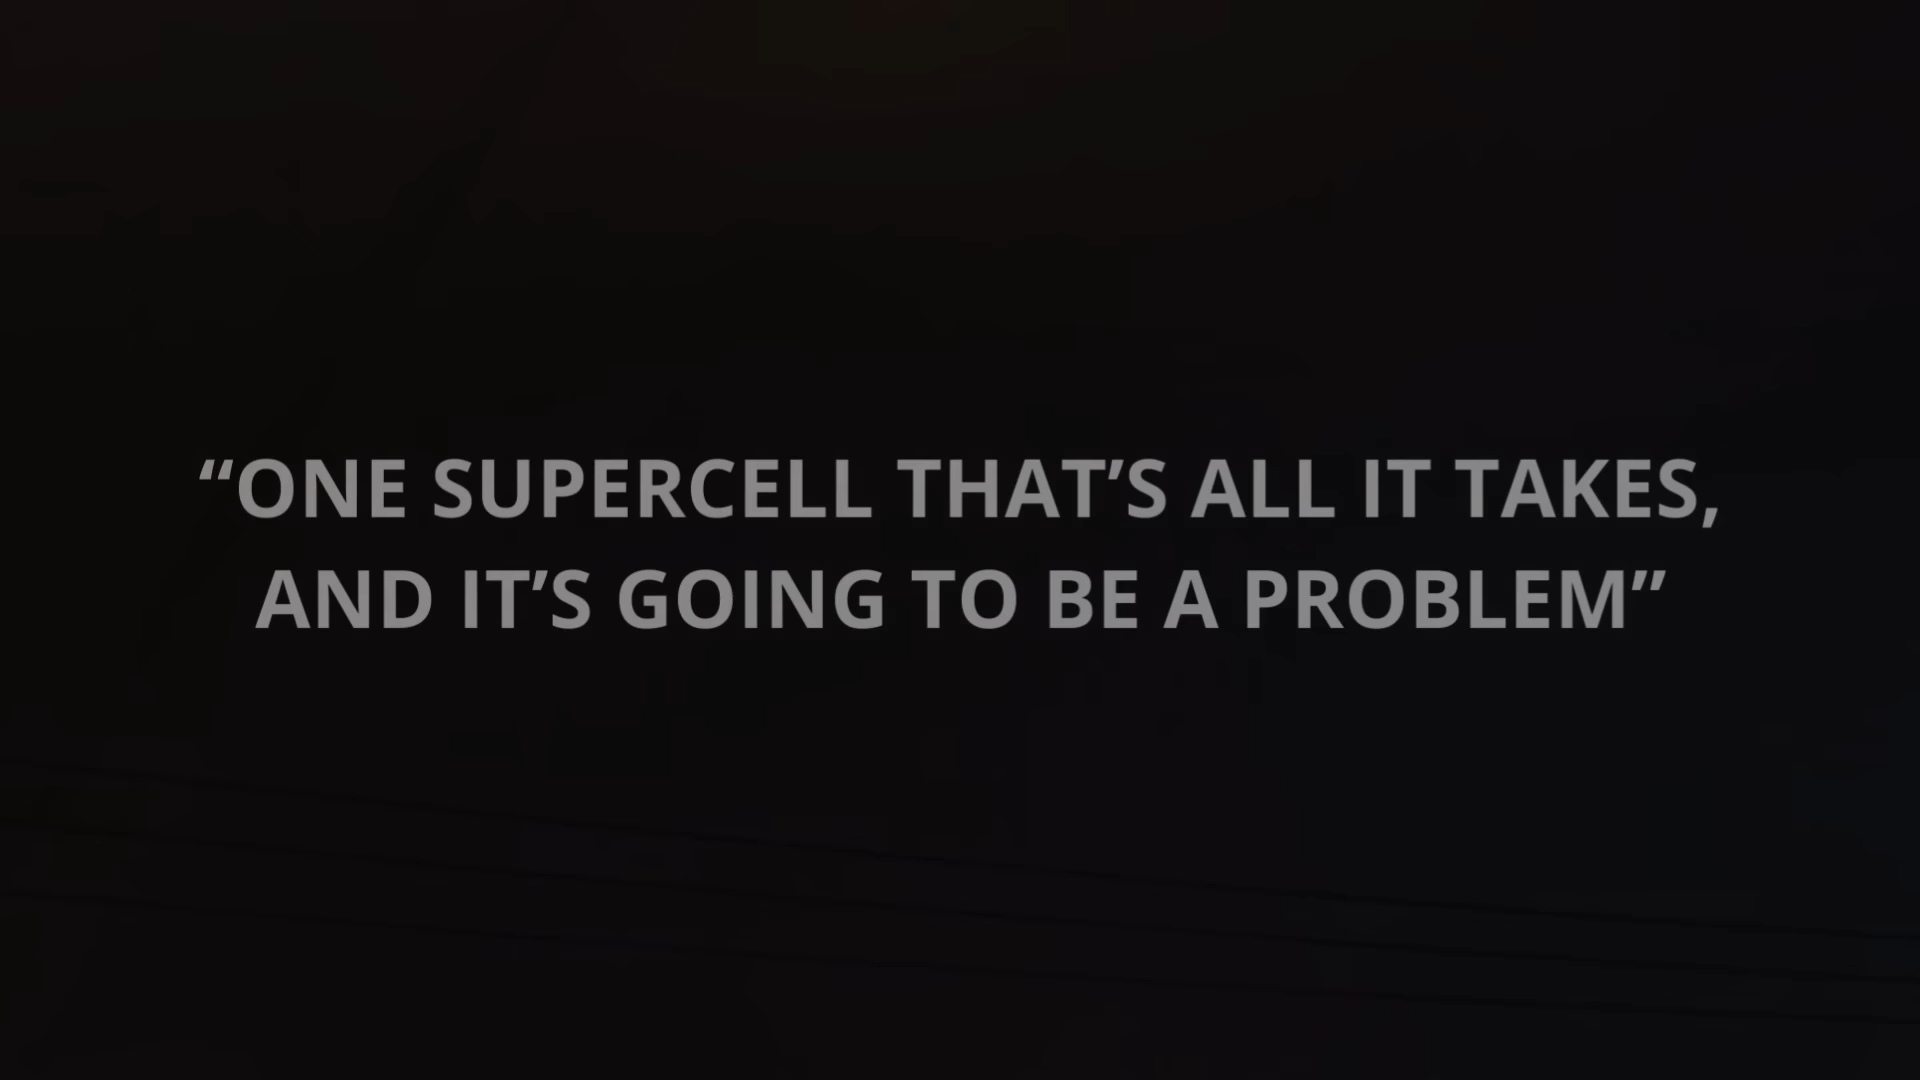 “ONE SUPERCELL THAT’S ALL IT TAKES,
AND IT’S GOING TO BE A PROBLEM”